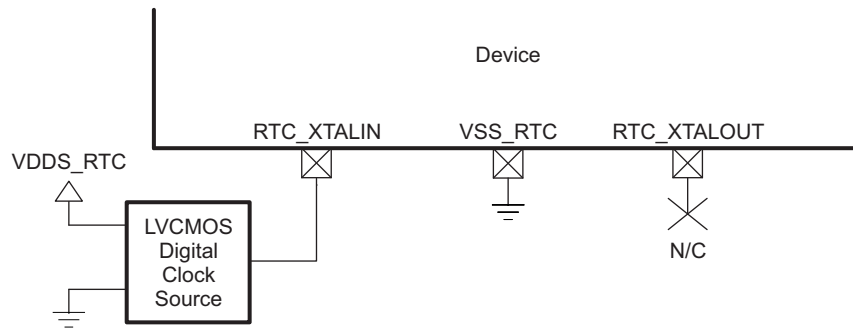 Device
RTC_XTALIN
VSS_RTC
RTC_XTALOUT
VDDS_RTC
LVCMOS
Digital
Clock
Source
N/C